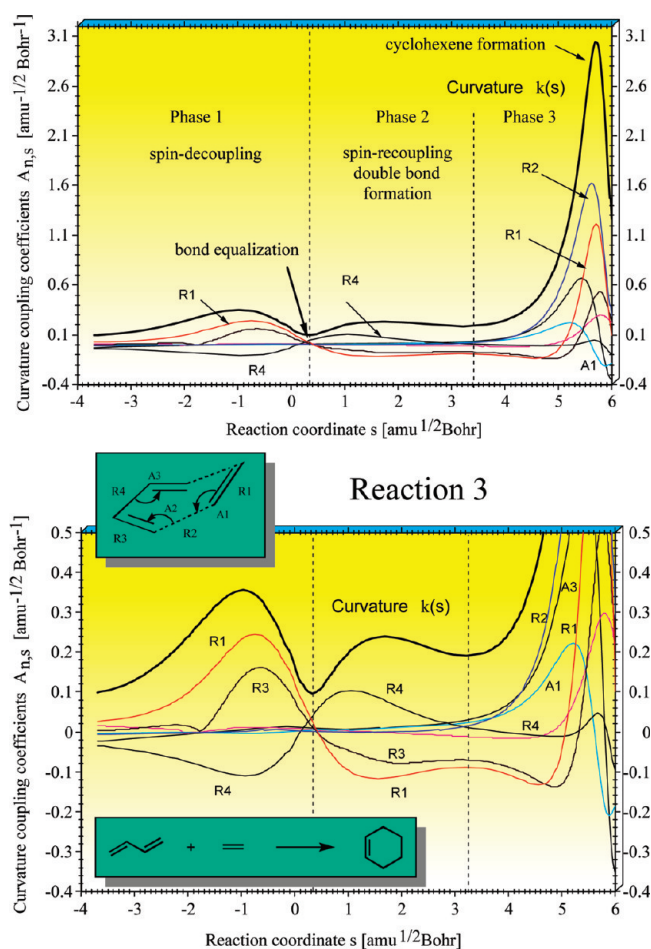 3.1
2.6
2.1
1.6
1.1
0.6
0.1
-0.4
3.1
2.6
2.1
1.6
1.1
0.6
0.1
-0.4
Curvature coupling coefficients A n,s [amu-1/2 Bohr-1]
cyclohexene formation
Curvature k(s)
Phase 1
Phase 2
Phase 3
spin-decoupling
spin-recoupling
double bond
formation
R2
R1
bond equalization
R4
R1
R4
A1
-4 -3 -2 -1 0 1 2 3 4 5 6
Reaction coordinate s [amu 1/2 Bohr]
A3
R4
R1
A2
A1
R3
R2
Reaction 3
0.5
0.4
0.3
0.2
0.1
0
-0.1
-0.2
-0.3
-0.4
0.5
0.4
0.3
0.2
0.1
0
-0.1
-0.2
-0.3
-0.4
Curvature coupling coefficients A n,s [amu-1/2 Bohr-1]
Curvature k(s)
R1
R3
R4
R4
R3
R1
R2
A3
R1
A1
R4
+
-4 -3 -2 -1 0 1 2 3 4 5 6
Reaction coordinate s [amu 1/2 Bohr]